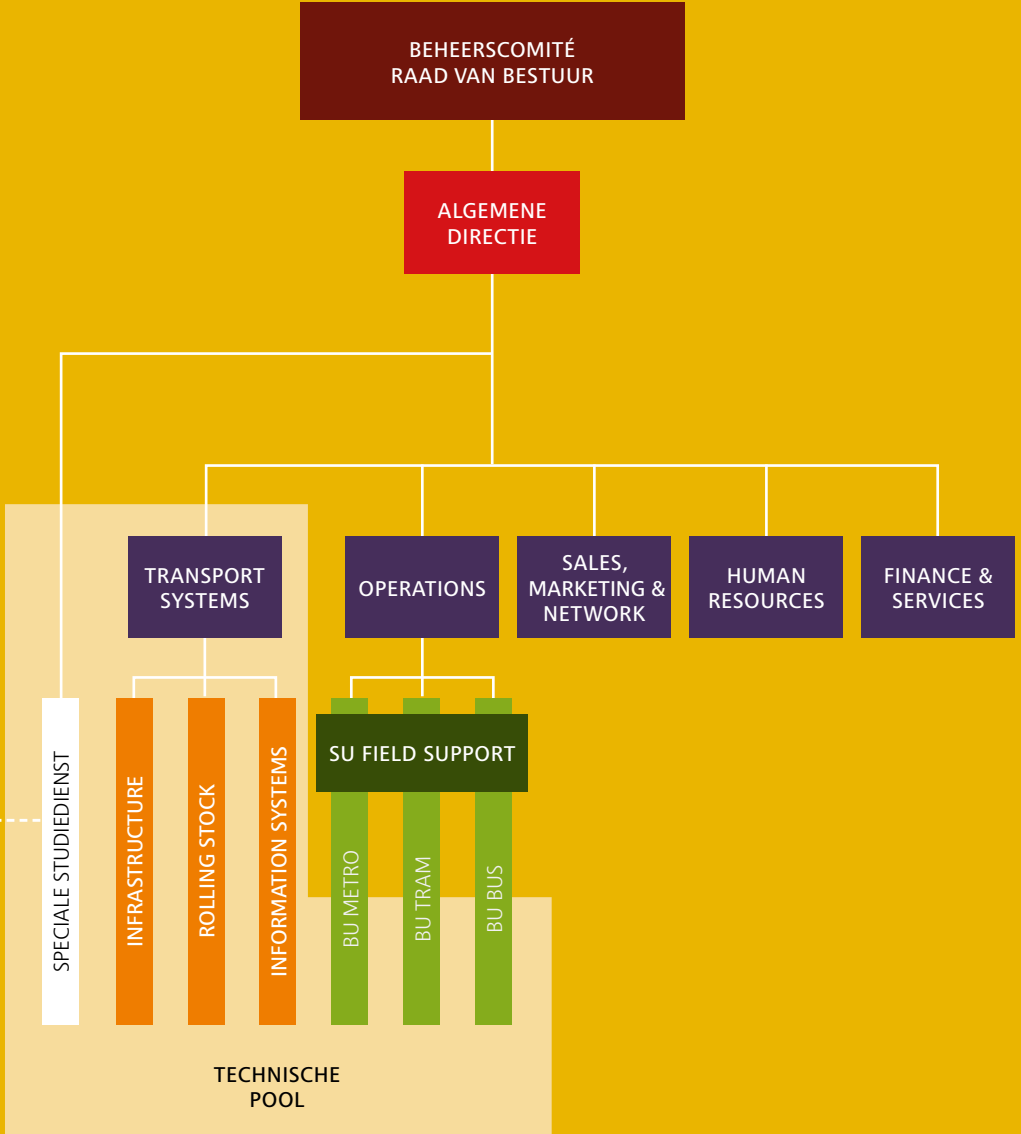 BEHEERSCOMITÉ
RAAD VAN BESTUUR
ALGEMENE
DIRECTIE
TRANSPORT
SYSTEMS
OPERATIONS
SALES,
MARKETING &
NETWORK
HUMAN
RESOURCES
FINANCE &
SERVICES
SPECIALE STUDIEDIENST
INFRASTRUCTURE
ROLLING STOCK
INFORMATION SYSTEMS
SU FIELD SUPPORT
BU METRO
BU TRAM
BU BUS
TECHNISCHE
POOL